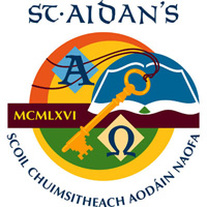 ST·AIDAN'S
A
MCMLXVI
Ω
SCOIL CHUIMSITHEACH AODÁIN NAOFA